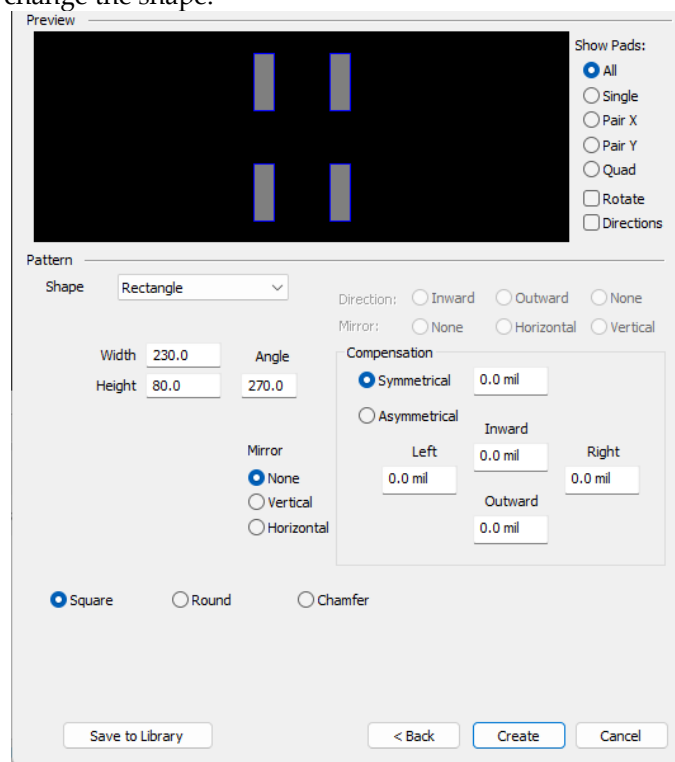 change the shape.
Preview
Show Pads:
All
Single
Pair X
Pair Y
Quad
Rotate
Directions
Pattern
Shape Rectangle
Direction: Inward Outward None
Mirror: None Horizontal Vertical
Width 230.0 Angle
Height 80.0 270.0
Compensation
Symmetrical 0.0 mil
Asymmetrical
Inward
Left 0.0 mil Right
0.0 mil 0.0 mil
Outward
0.0 mil
Mirror
None
Vertical
Horizontal
Square Round Chamfer
Save to Library < Back Create Cancel